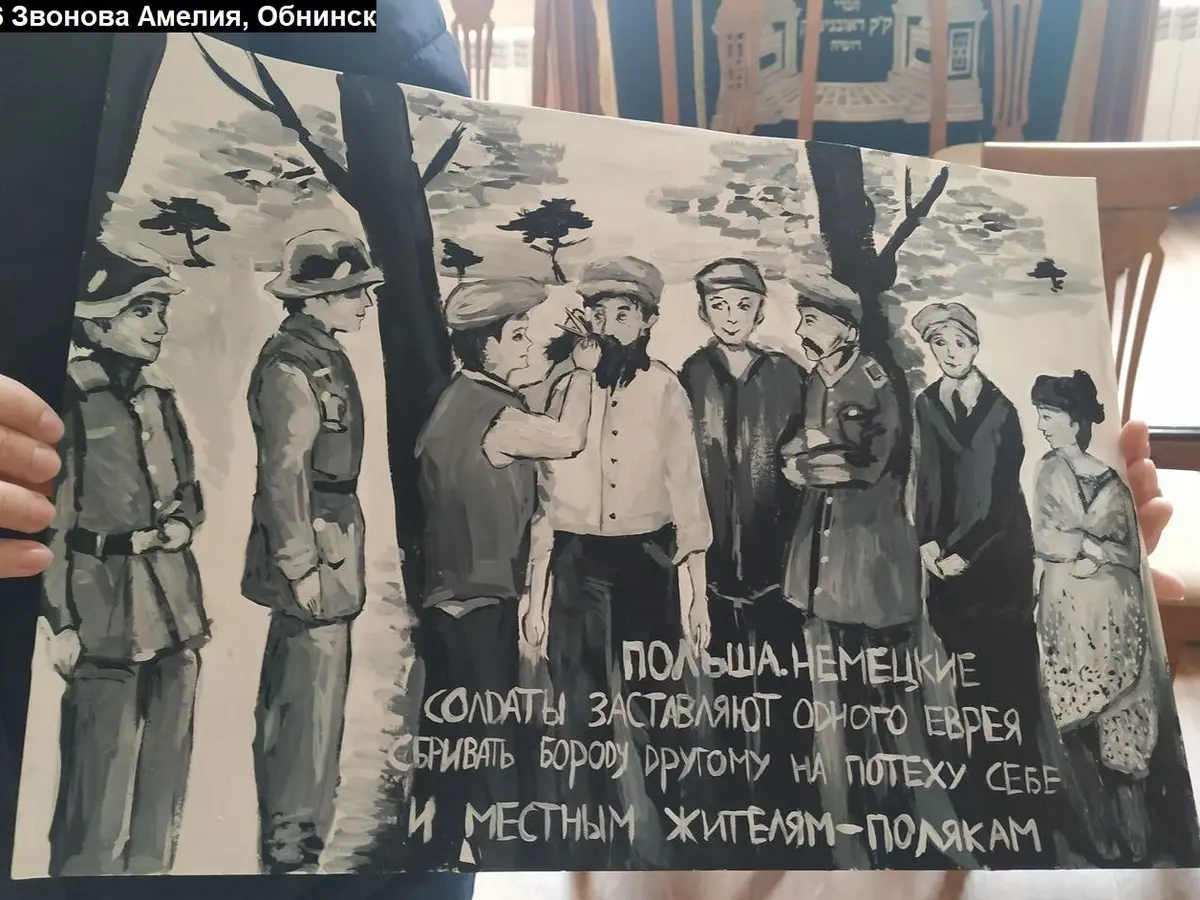 6 Звонова Амелия, Обнинск
ПОЛЬША. НЕМЕЦКИЕ
СОЛДАТЫ ЗАСТАВЛЯЮТ ОДНОГО ЕВРЕЯ
СБРИВАТЬ БОРОДУ ДРУГОМУ НА ПОТЕХУ СЕБЕ
И МЕСТНЫМ ЖИТЕЛЯМ-ПОЛЯКАМ